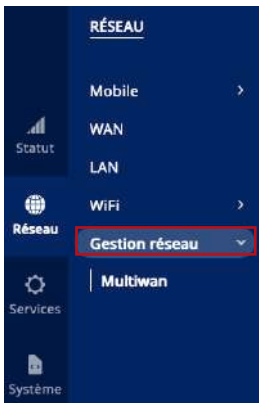 RÉSEAU
Mobile
WAN
LAN
WiFi
Gestion réseau
Multiwan
Statut
Réseau
Services
Système